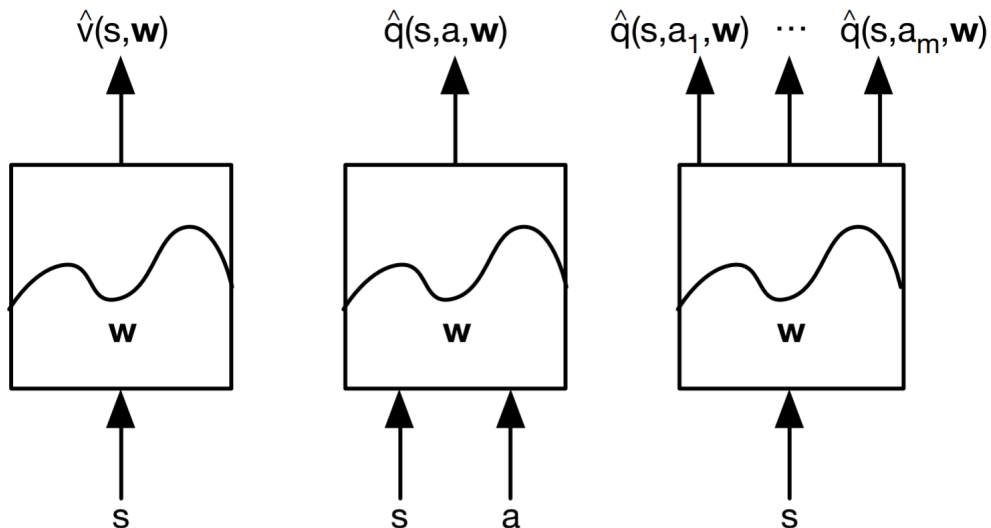 v̂(s,w) q̂(s,a,w) q̂(s,a₁,w) ⋯ q̂(s,aₘ,w)
w w w
s s a s